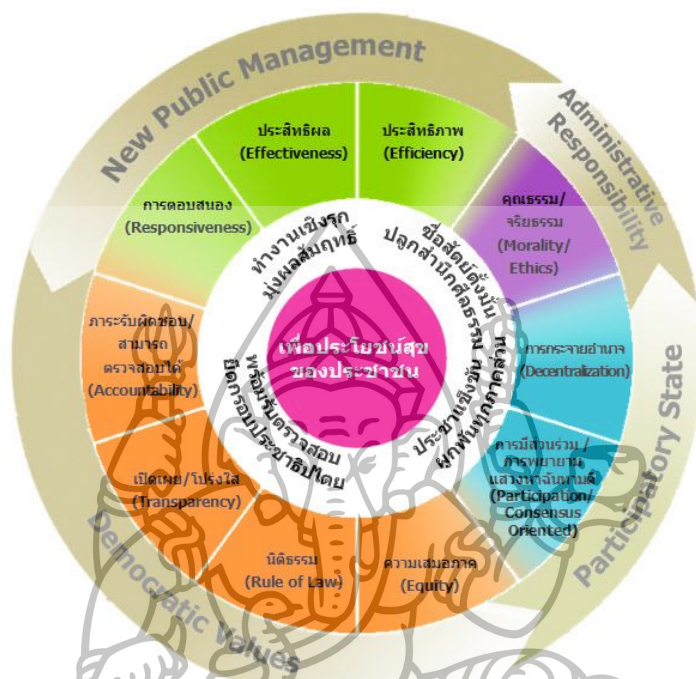 New Public Management
Administrative
Responsibility
Participatory State
Democratic Values
ประสิทธิผล
(Effectiveness)
ประสิทธิภาพ
(Efficiency)
คุณธรรม/
จริยธรรม
(Morality/
Ethics)
การกระจายอำนาจ
(Decentralization)
การมีส่วนร่วม/
การพยายาม
แสวงหาฉันทามติ
(Participation/
Consensus
Oriented)
ความเสมอภาค
(Equity)
นิติธรรม
(Rule of Law)
เปิดเผย/โปร่งใส
(Transparency)
ภาระรับผิดชอบ/
สามารถ
ตรวจสอบได้
(Accountability)
การตอบสนอง
(Responsiveness)
ทำงานเชิงรุก
มุ่งผลสัมฤทธิ์
ซื่อสัตย์ตั้งมั่น
ปลูกสำนึกศีลธรรม
ประชาแข็งขัน
ผูกพันทุกภาคส่วน
พร้อมรับตรวจสอบ
ยึดกรอบประชาธิปไตย
เพื่อประโยชน์สุข
ของประชาชน